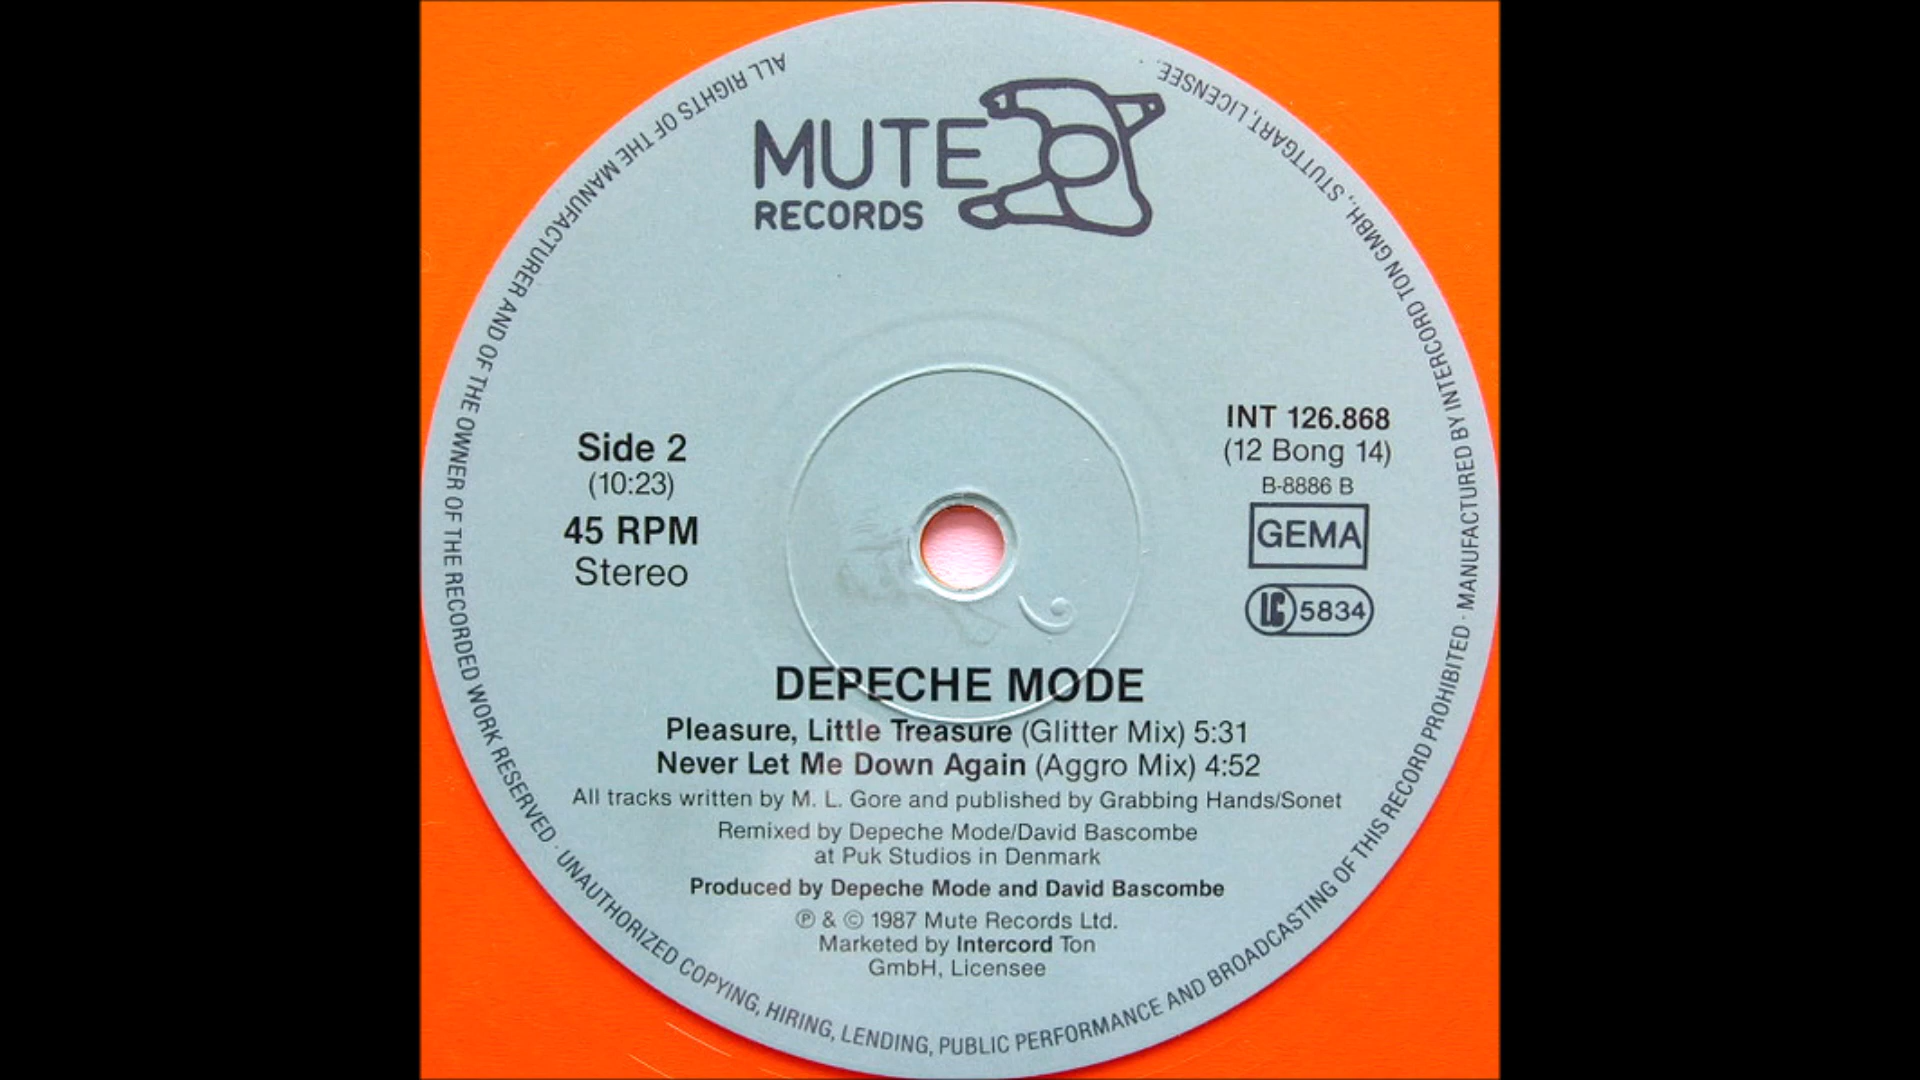 MUTE
RECORDS
Side 2
(10:23)
45 RPM
Stereo
INT 126.868
(12 Bong 14)
B-8886 B
GEMA
LC 5834
DEPECHE MODE
Pleasure, Little Treasure (Glitter Mix) 5:31
Never Let Me Down Again (Aggro Mix) 4:52
All tracks written by M. L. Gore and published by Grabbing Hands/Sonet
Remixed by Depeche Mode/David Bascombe
at Puk Studios in Denmark
Produced by Depeche Mode and David Bascombe
℗ & © 1987 Mute Records Ltd.
Marketed by Intercord Ton
GmbH, Licensee
ALL RIGHTS OF THE MANUFACTURER AND OF THE OWNER OF THE RECORDED WORK RESERVED · UNAUTHORIZED COPYING, HIRING, LENDING, PUBLIC PERFORMANCE AND BROADCASTING OF THIS RECORD PROHIBITED · MANUFACTURED BY INTERCORD TON GMBH., STUTTGART, LICENSEE.